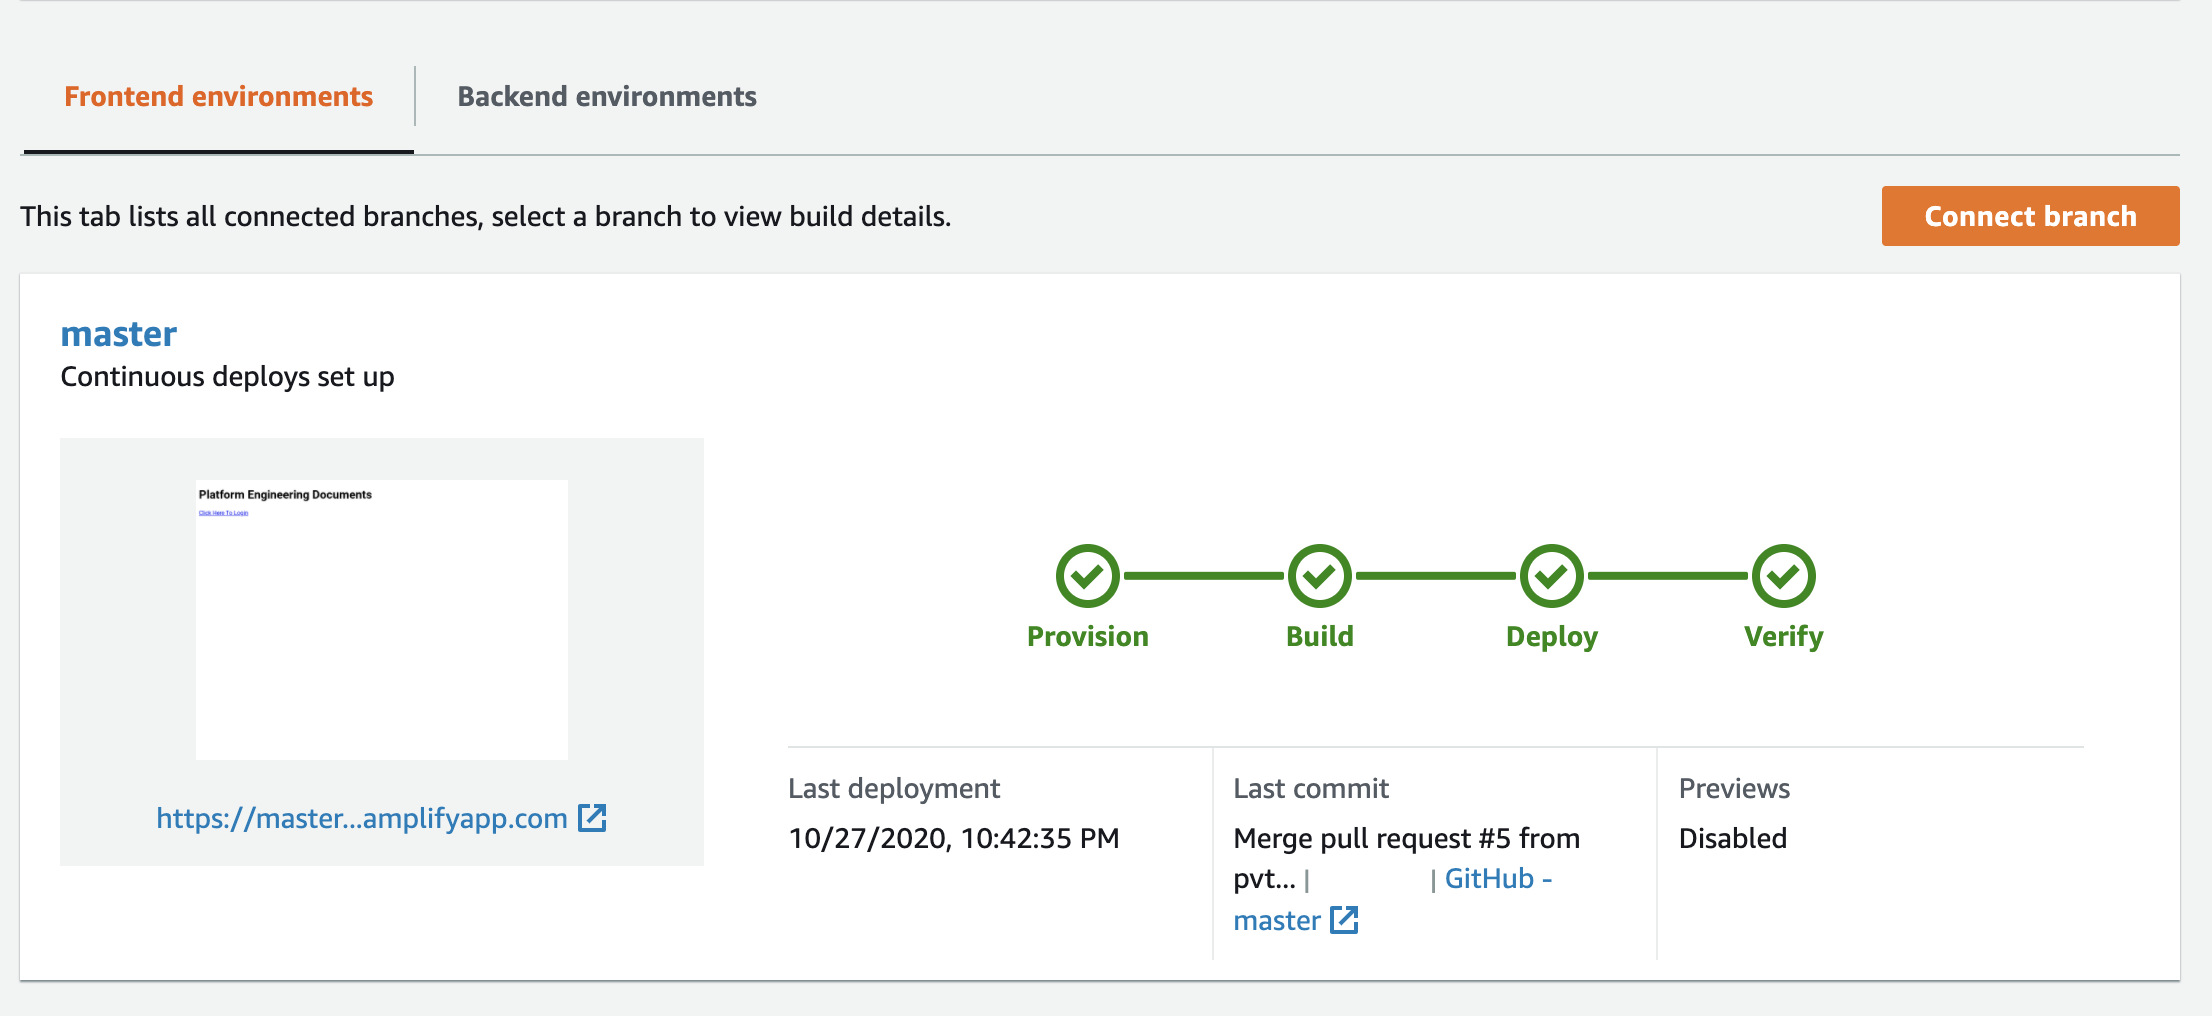 Frontend environments
Backend environments
This tab lists all connected branches, select a branch to view build details.
Connect branch
master
Continuous deploys set up
Platform Engineering Documents
Click Here To Login
https://master...amplifyapp.com
Provision
Build
Deploy
Verify
Last deployment
10/27/2020, 10:42:35 PM
Last commit
Merge pull request #5 from
pvt... | | GitHub -
master
Previews
Disabled